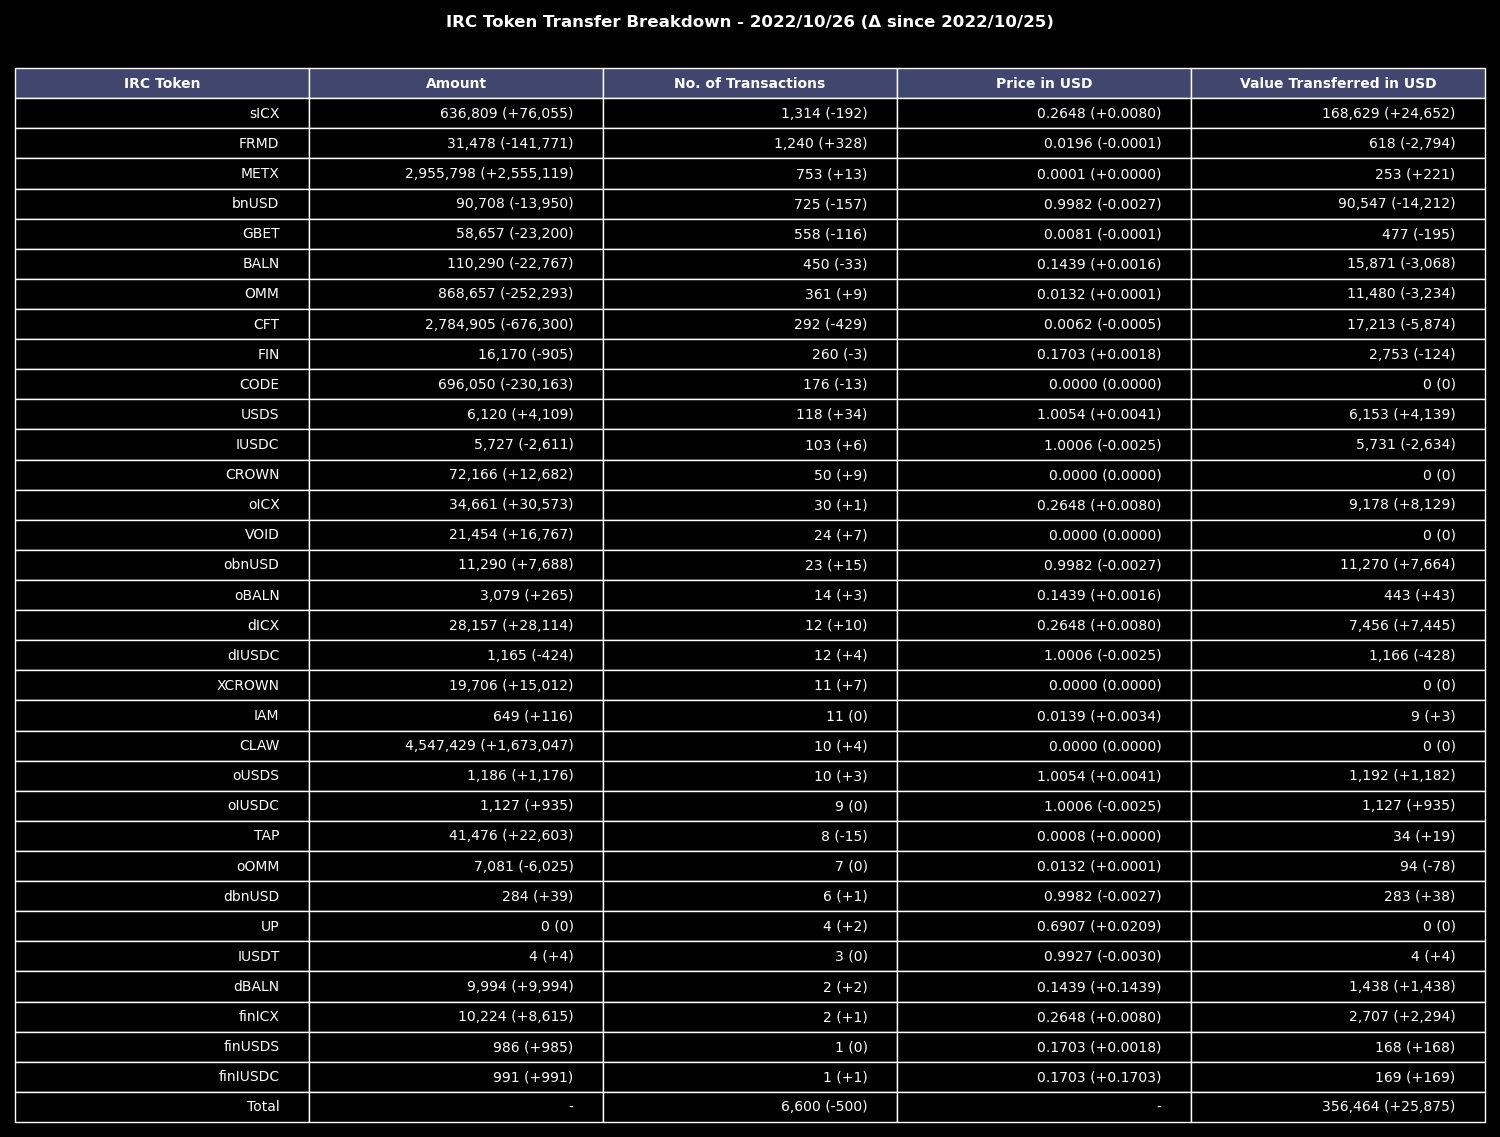 IRC Token Transfer Breakdown - 2022/10/26 (Δ since 2022/10/25)
IRC Token Amount No. of Transactions Price in USD Value Transferred in USD
sICX 636,809 (+76,055) 1,314 (-192) 0.2648 (+0.0080) 168,629 (+24,652)
FRMD 31,478 (-141,771) 1,240 (+328) 0.0196 (-0.0001) 618 (-2,794)
METX 2,955,798 (+2,555,119) 753 (+13) 0.0001 (+0.0000) 253 (+221)
bnUSD 90,708 (-13,950) 725 (-157) 0.9982 (-0.0027) 90,547 (-14,212)
GBET 58,657 (-23,200) 558 (-116) 0.0081 (-0.0001) 477 (-195)
BALN 110,290 (-22,767) 450 (-33) 0.1439 (+0.0016) 15,871 (-3,068)
OMM 868,657 (-252,293) 361 (+9) 0.0132 (+0.0001) 11,480 (-3,234)
CFT 2,784,905 (-676,300) 292 (-429) 0.0062 (-0.0005) 17,213 (-5,874)
FIN 16,170 (-905) 260 (-3) 0.1703 (+0.0018) 2,753 (-124)
CODE 696,050 (-230,163) 176 (-13) 0.0000 (0.0000) 0 (0)
USDS 6,120 (+4,109) 118 (+34) 1.0054 (+0.0041) 6,153 (+4,139)
IUSDC 5,727 (-2,611) 103 (+6) 1.0006 (-0.0025) 5,731 (-2,634)
CROWN 72,166 (+12,682) 50 (+9) 0.0000 (0.0000) 0 (0)
oICX 34,661 (+30,573) 30 (+1) 0.2648 (+0.0080) 9,178 (+8,129)
VOID 21,454 (+16,767) 24 (+7) 0.0000 (0.0000) 0 (0)
obnUSD 11,290 (+7,688) 23 (+15) 0.9982 (-0.0027) 11,270 (+7,664)
oBALN 3,079 (+265) 14 (+3) 0.1439 (+0.0016) 443 (+43)
dICX 28,157 (+28,114) 12 (+10) 0.2648 (+0.0080) 7,456 (+7,445)
dIUSDC 1,165 (-424) 12 (+4) 1.0006 (-0.0025) 1,166 (-428)
XCROWN 19,706 (+15,012) 11 (+7) 0.0000 (0.0000) 0 (0)
IAM 649 (+116) 11 (0) 0.0139 (+0.0034) 9 (+3)
CLAW 4,547,429 (+1,673,047) 10 (+4) 0.0000 (0.0000) 0 (0)
oUSDS 1,186 (+1,176) 10 (+3) 1.0054 (+0.0041) 1,192 (+1,182)
oIUSDC 1,127 (+935) 9 (0) 1.0006 (-0.0025) 1,127 (+935)
TAP 41,476 (+22,603) 8 (-15) 0.0008 (+0.0000) 34 (+19)
oOMM 7,081 (-6,025) 7 (0) 0.0132 (+0.0001) 94 (-78)
dbnUSD 284 (+39) 6 (+1) 0.9982 (-0.0027) 283 (+38)
UP 0 (0) 4 (+2) 0.6907 (+0.0209) 0 (0)
IUSDT 4 (+4) 3 (0) 0.9927 (-0.0030) 4 (+4)
dBALN 9,994 (+9,994) 2 (+2) 0.1439 (+0.1439) 1,438 (+1,438)
finICX 10,224 (+8,615) 2 (+1) 0.2648 (+0.0080) 2,707 (+2,294)
finUSDS 986 (+985) 1 (0) 0.1703 (+0.0018) 168 (+168)
finIUSDC 991 (+991) 1 (+1) 0.1703 (+0.1703) 169 (+169)
Total - 6,600 (-500) - 356,464 (+25,875)